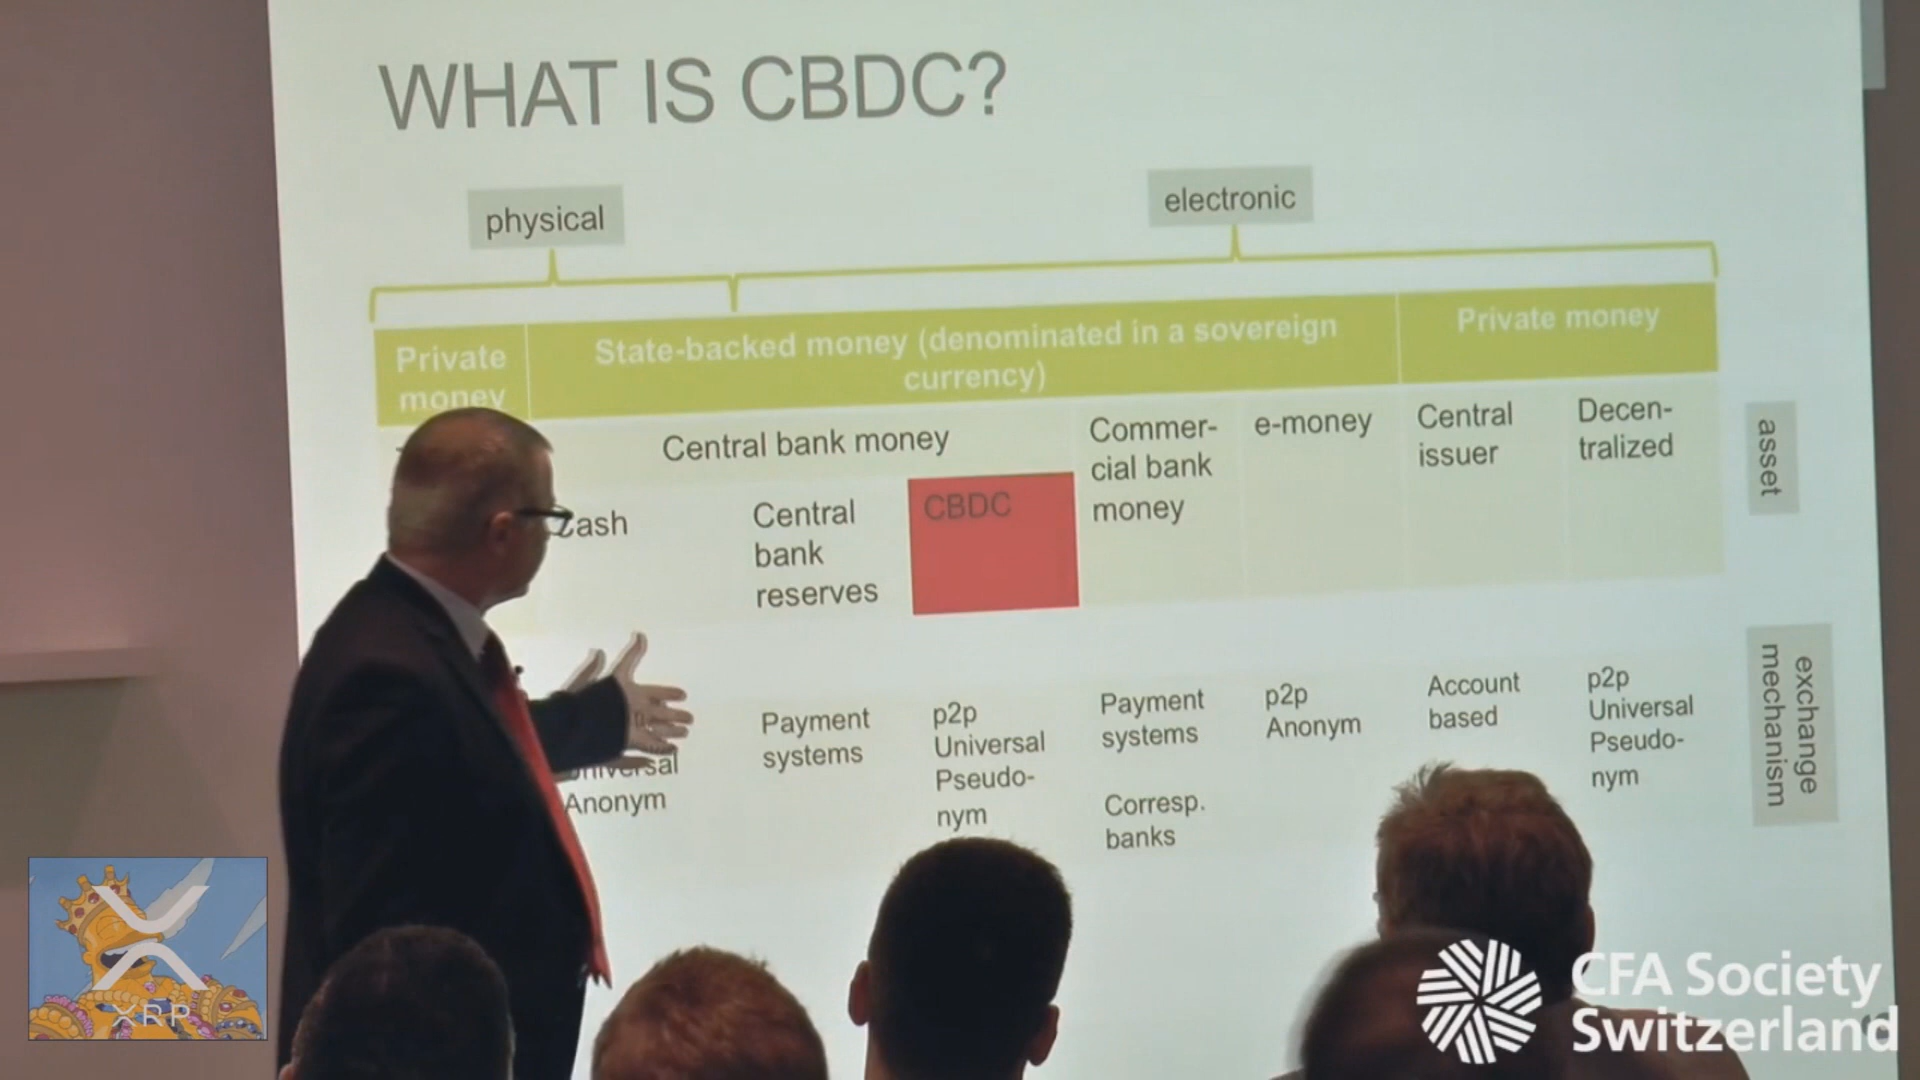 WHAT IS CBDC?
physical
electronic
Private
money
State-backed money (denominated in a sovereign
currency)
Private money
Central bank money
Central
bank
reserves
CBDC
Commer-
cial bank
money
e-money
Central
issuer
Decen-
tralized
asset
Anonym
Payment
systems
p2p
Universal
Pseudo-
nym
Payment
systems
Corresp.
banks
p2p
Anonym
Account
based
p2p
Universal
Pseudo-
nym
exchange
mechanism
XRP
CFA Society
Switzerland